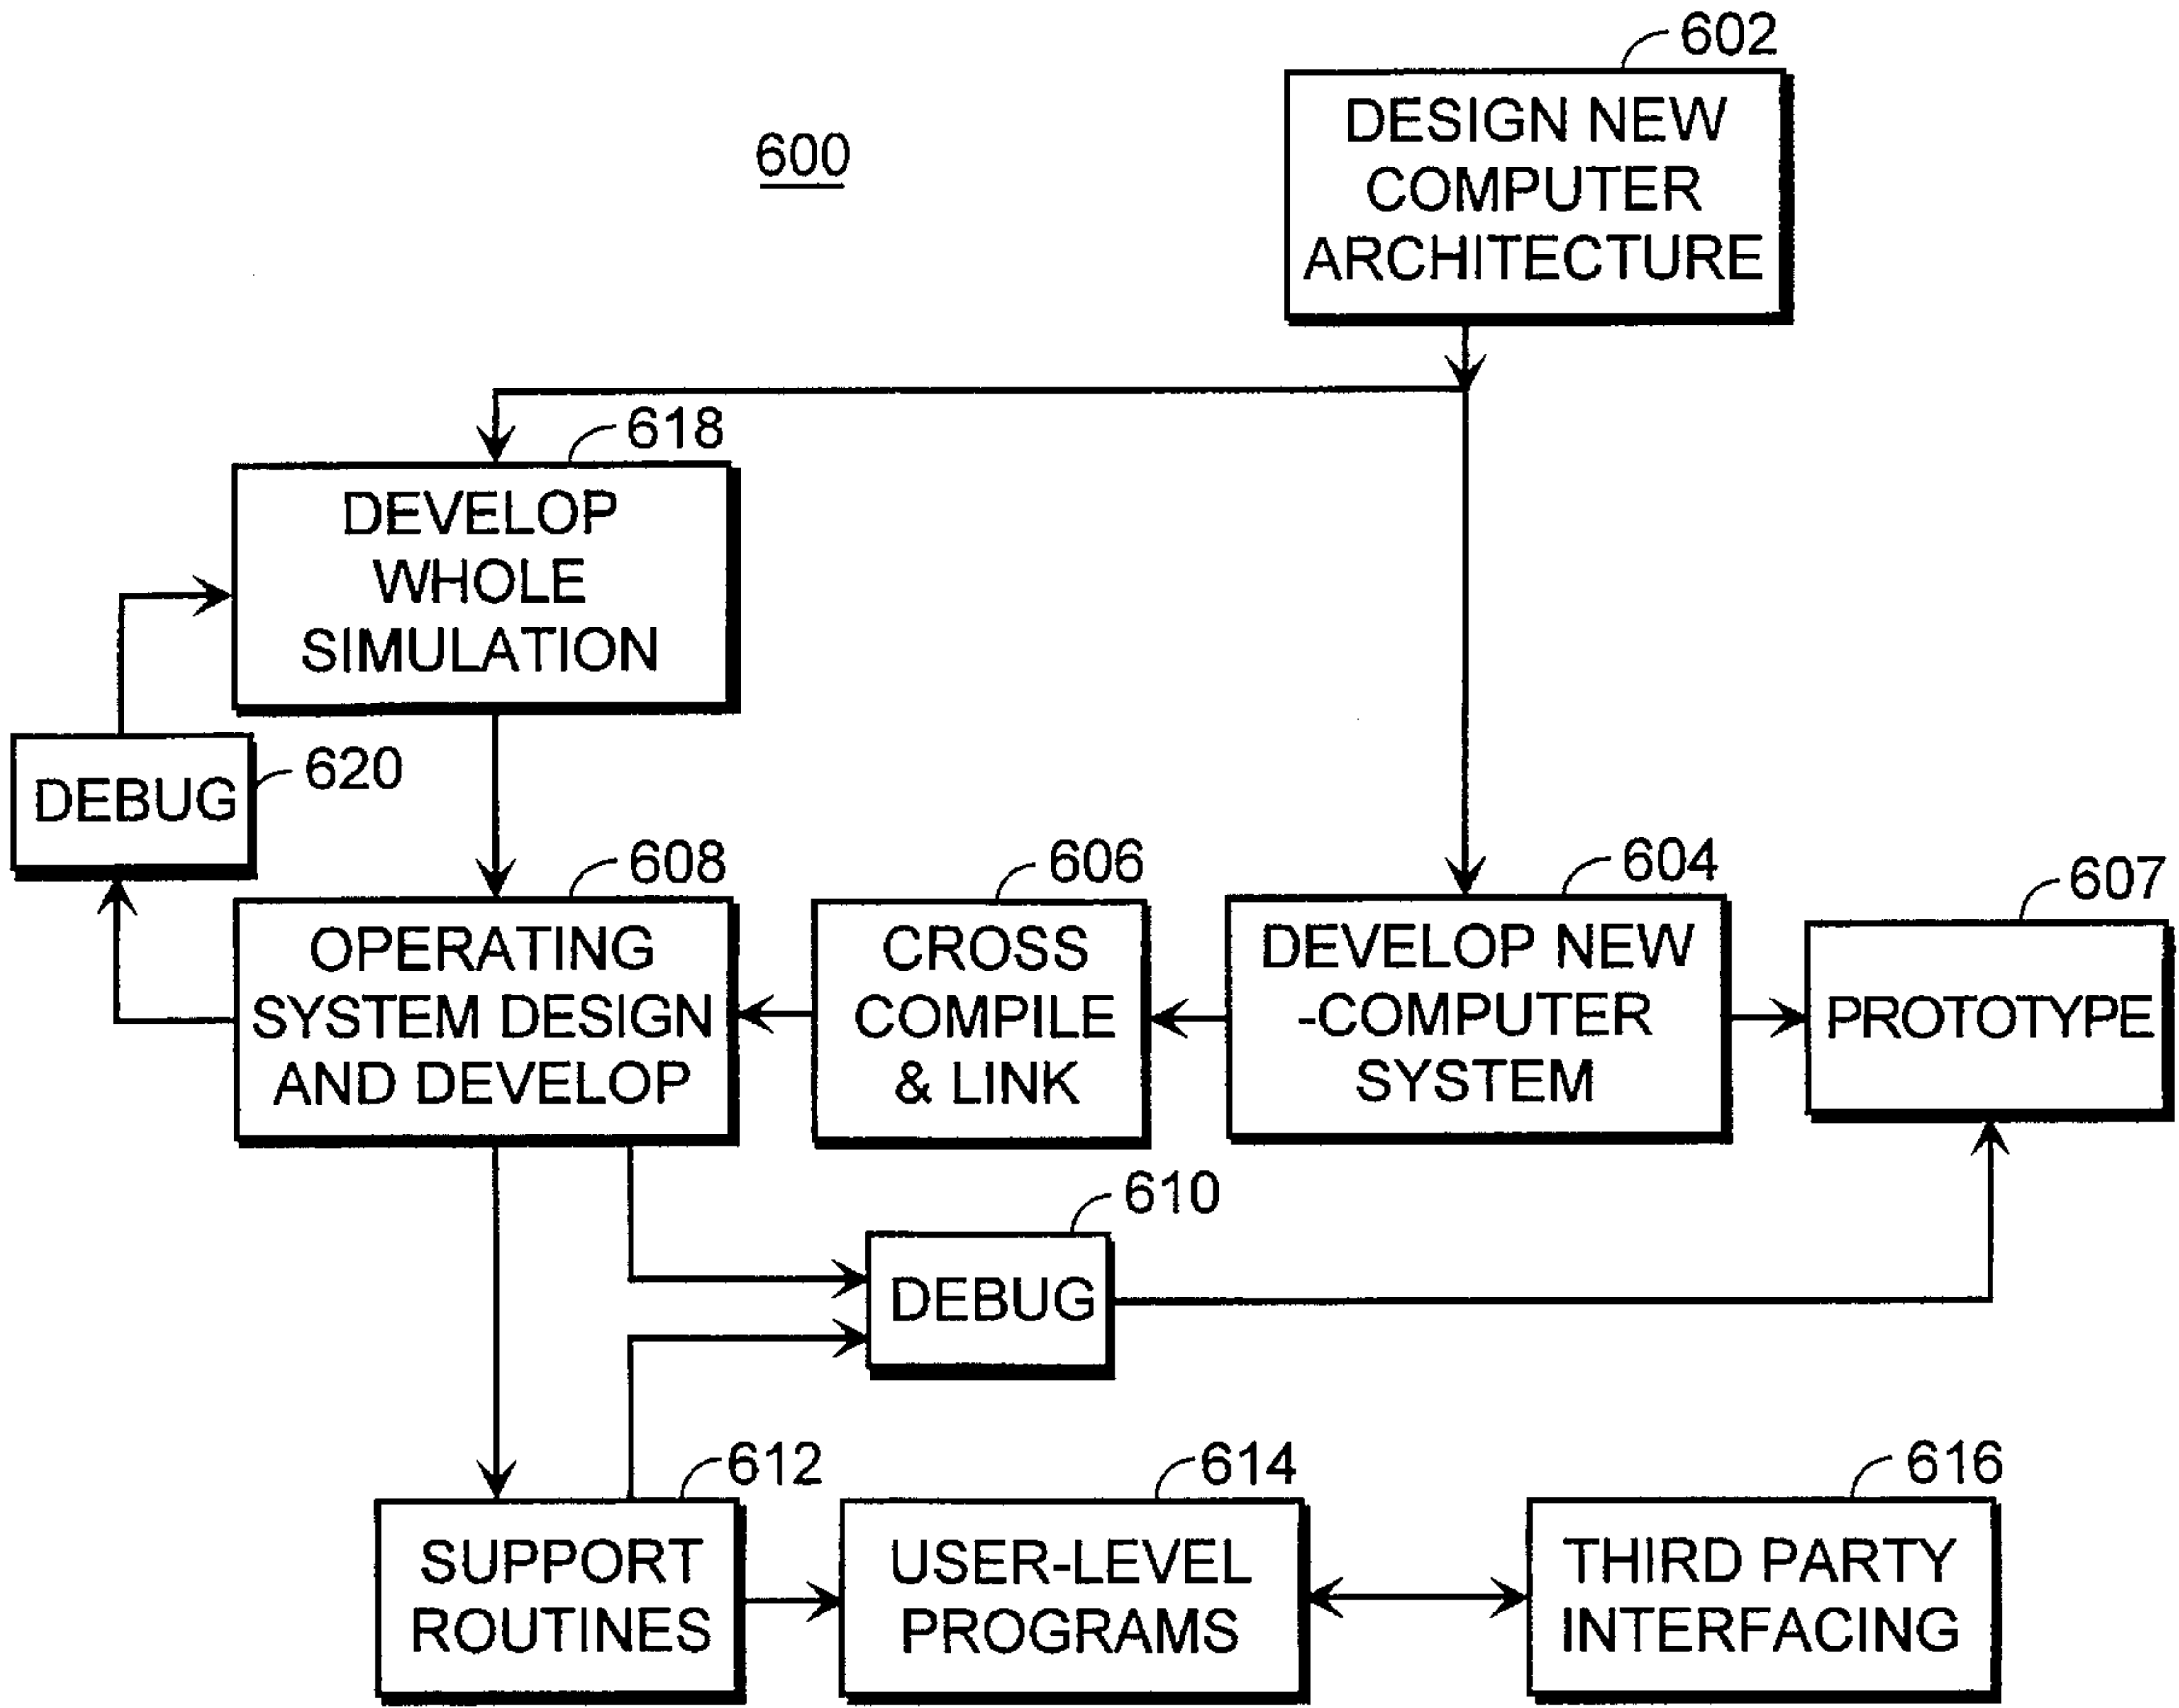 602
DESIGN NEW
COMPUTER
ARCHITECTURE
600
618
DEVELOP
WHOLE
SIMULATION
DEBUG
620
608
OPERATING
SYSTEM DESIGN
AND DEVELOP
606
CROSS
COMPILE
& LINK
604
DEVELOP NEW
-COMPUTER
SYSTEM
607
PROTOTYPE
610
DEBUG
612
SUPPORT
ROUTINES
614
USER-LEVEL
PROGRAMS
616
THIRD PARTY
INTERFACING